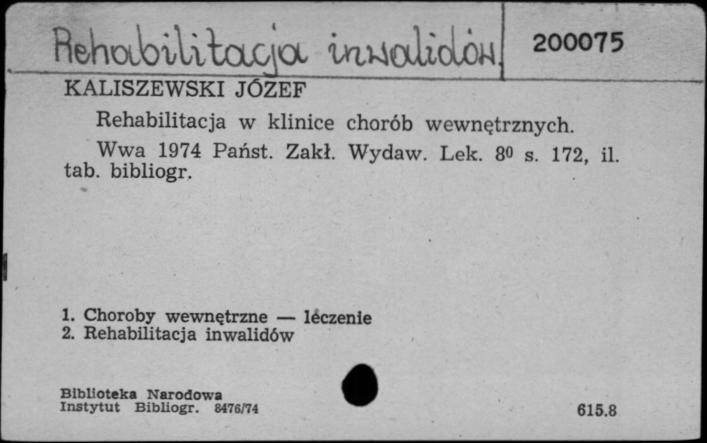 Rehabilitacja inwalidów
200075
KALISZEWSKI JÓZEF
Rehabilitacja w klinice chorób wewnętrznych.
Wwa 1974 Państ. Zakł. Wydaw. Lek. 8º s. 172, il.
tab. bibliogr.
1. Choroby wewnętrzne — leczenie
2. Rehabilitacja inwalidów
Biblioteka Narodowa
Instytut Bibliogr. 8476/74
615.8